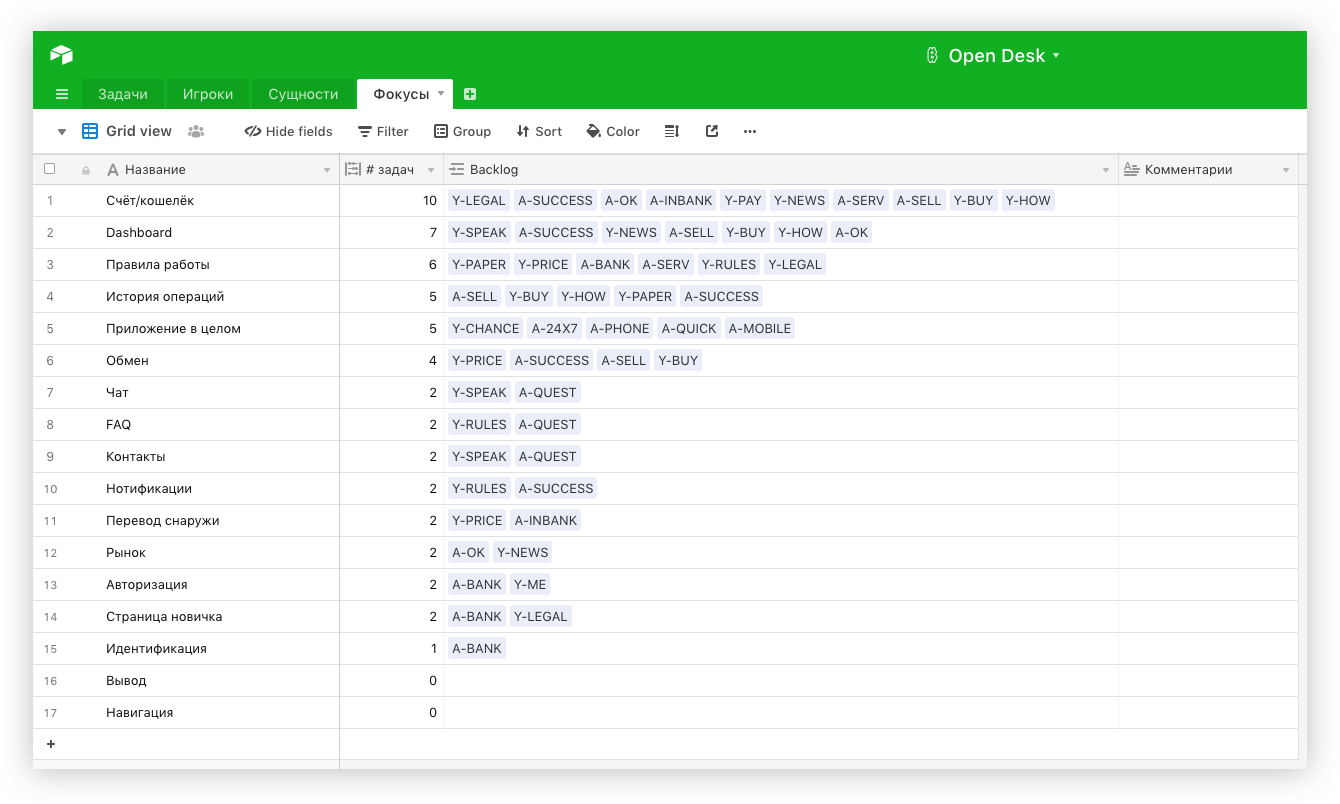 Open Desk
Задачи Игроки Сущности Фокусы
Grid view Hide fields Filter Group Sort Color
Название # задач Backlog Комментарии
1 Счёт/кошелёк 10 Y-LEGAL A-SUCCESS A-OK A-INBANK Y-PAY Y-NEWS A-SERV A-SELL Y-BUY Y-HOW
2 Dashboard 7 Y-SPEAK A-SUCCESS Y-NEWS A-SELL Y-BUY Y-HOW A-OK
3 Правила работы 6 Y-PAPER Y-PRICE A-BANK A-SERV Y-RULES Y-LEGAL
4 История операций 5 A-SELL Y-BUY Y-HOW Y-PAPER A-SUCCESS
5 Приложение в целом 5 Y-CHANCE A-24X7 A-PHONE A-QUICK A-MOBILE
6 Обмен 4 Y-PRICE A-SUCCESS A-SELL Y-BUY
7 Чат 2 Y-SPEAK A-QUEST
8 FAQ 2 Y-RULES A-QUEST
9 Контакты 2 Y-SPEAK A-QUEST
10 Нотификации 2 Y-RULES A-SUCCESS
11 Перевод снаружи 2 Y-PRICE A-INBANK
12 Рынок 2 A-OK Y-NEWS
13 Авторизация 2 A-BANK Y-ME
14 Страница новичка 2 A-BANK Y-LEGAL
15 Идентификация 1 A-BANK
16 Вывод 0
17 Навигация 0
+